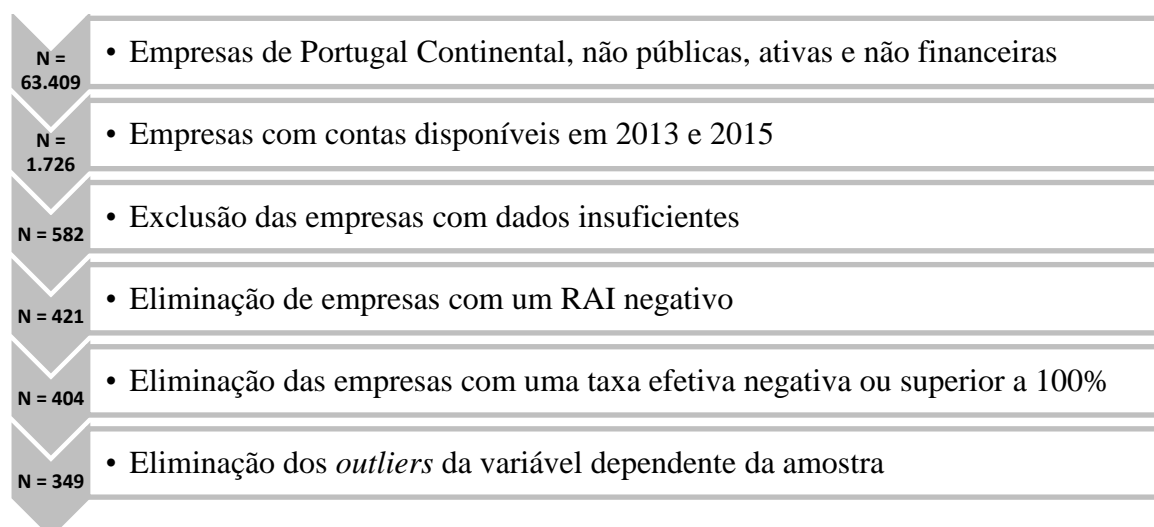 N =
63.409
• Empresas de Portugal Continental, não públicas, ativas e não financeiras
N =
1.726
• Empresas com contas disponíveis em 2013 e 2015
N = 582
• Exclusão das empresas com dados insuficientes
N = 421
• Eliminação de empresas com um RAI negativo
N = 404
• Eliminação das empresas com uma taxa efetiva negativa ou superior a 100%
N = 349
• Eliminação dos outliers da variável dependente da amostra